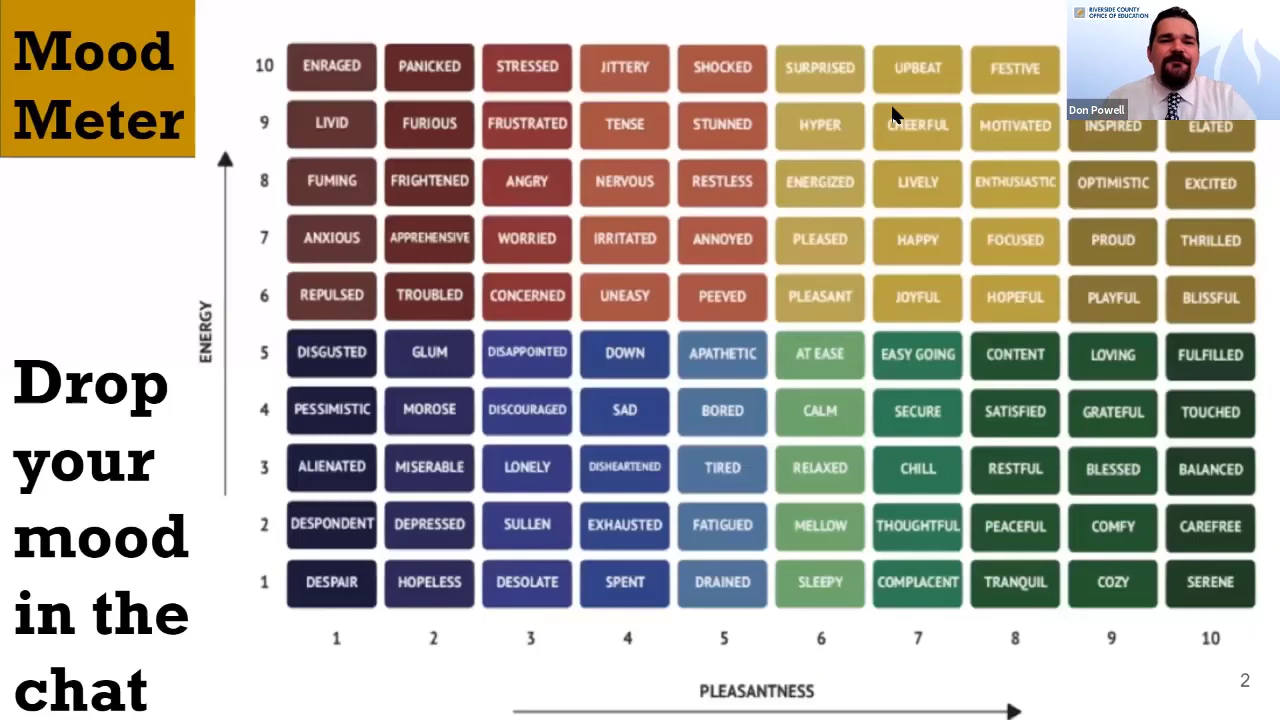 Mood
Meter
RIVERSIDE COUNTY
OFFICE OF EDUCATION
Don Powell
10 ENRAGED PANICKED STRESSED JITTERY SHOCKED SURPRISED UPBEAT FESTIVE
9 LIVID FURIOUS FRUSTRATED TENSE STUNNED HYPER CHEERFUL MOTIVATED INSPIRED ELATED
8 FUMING FRIGHTENED ANGRY NERVOUS RESTLESS ENERGIZED LIVELY ENTHUSIASTIC OPTIMISTIC EXCITED
7 ANXIOUS APPREHENSIVE WORRIED IRRITATED ANNOYED PLEASED HAPPY FOCUSED PROUD THRILLED
6 REPULSED TROUBLED CONCERNED UNEASY PEEVED PLEASANT JOYFUL HOPEFUL PLAYFUL BLISSFUL
5 DISGUSTED GLUM DISAPPOINTED DOWN APATHETIC AT EASE EASY GOING CONTENT LOVING FULFILLED
4 PESSIMISTIC MOROSE DISCOURAGED SAD BORED CALM SECURE SATISFIED GRATEFUL TOUCHED
3 ALIENATED MISERABLE LONELY DISHEARTENED TIRED RELAXED CHILL RESTFUL BLESSED BALANCED
2 DESPONDENT DEPRESSED SULLEN EXHAUSTED FATIGUED MELLOW THOUGHTFUL PEACEFUL COMFY CAREFREE
1 DESPAIR HOPELESS DESOLATE SPENT DRAINED SLEEPY COMPLACENT TRANQUIL COZY SERENE
1 2 3 4 5 6 7 8 9 10
ENERGY
PLEASANTNESS
Drop
your
mood
in the
chat
2